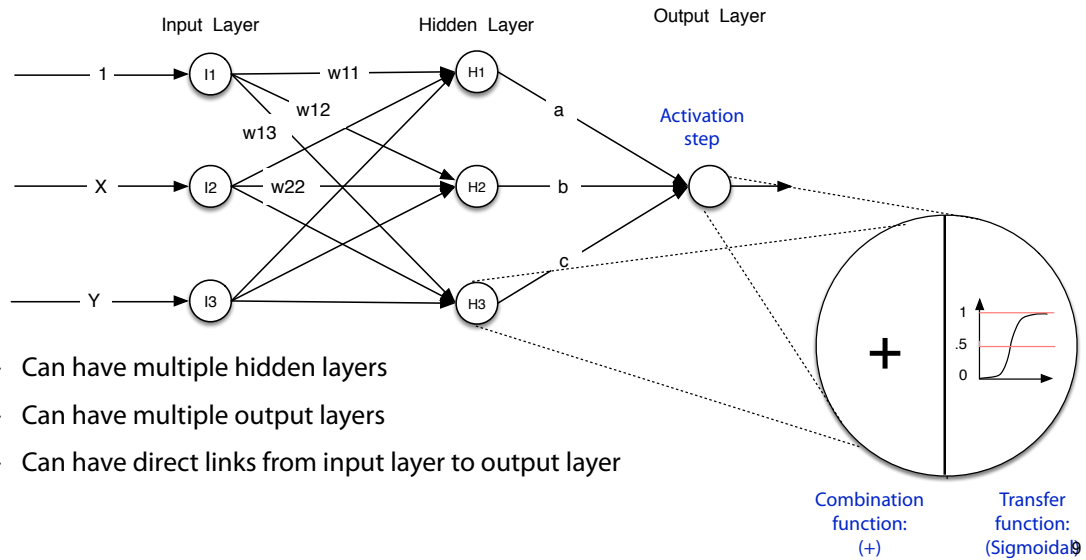 Input Layer
Hidden Layer
Output Layer
1
I1
w11
H1
w12
w13
a
Activation
step
X
I2
w22
H2
b
c
Y
I3
H3
1
.5
0
+
- Can have multiple hidden layers
- Can have multiple output layers
- Can have direct links from input layer to output layer
Combination
function:
(+)
Transfer
function:
(Sigmoidal)
9